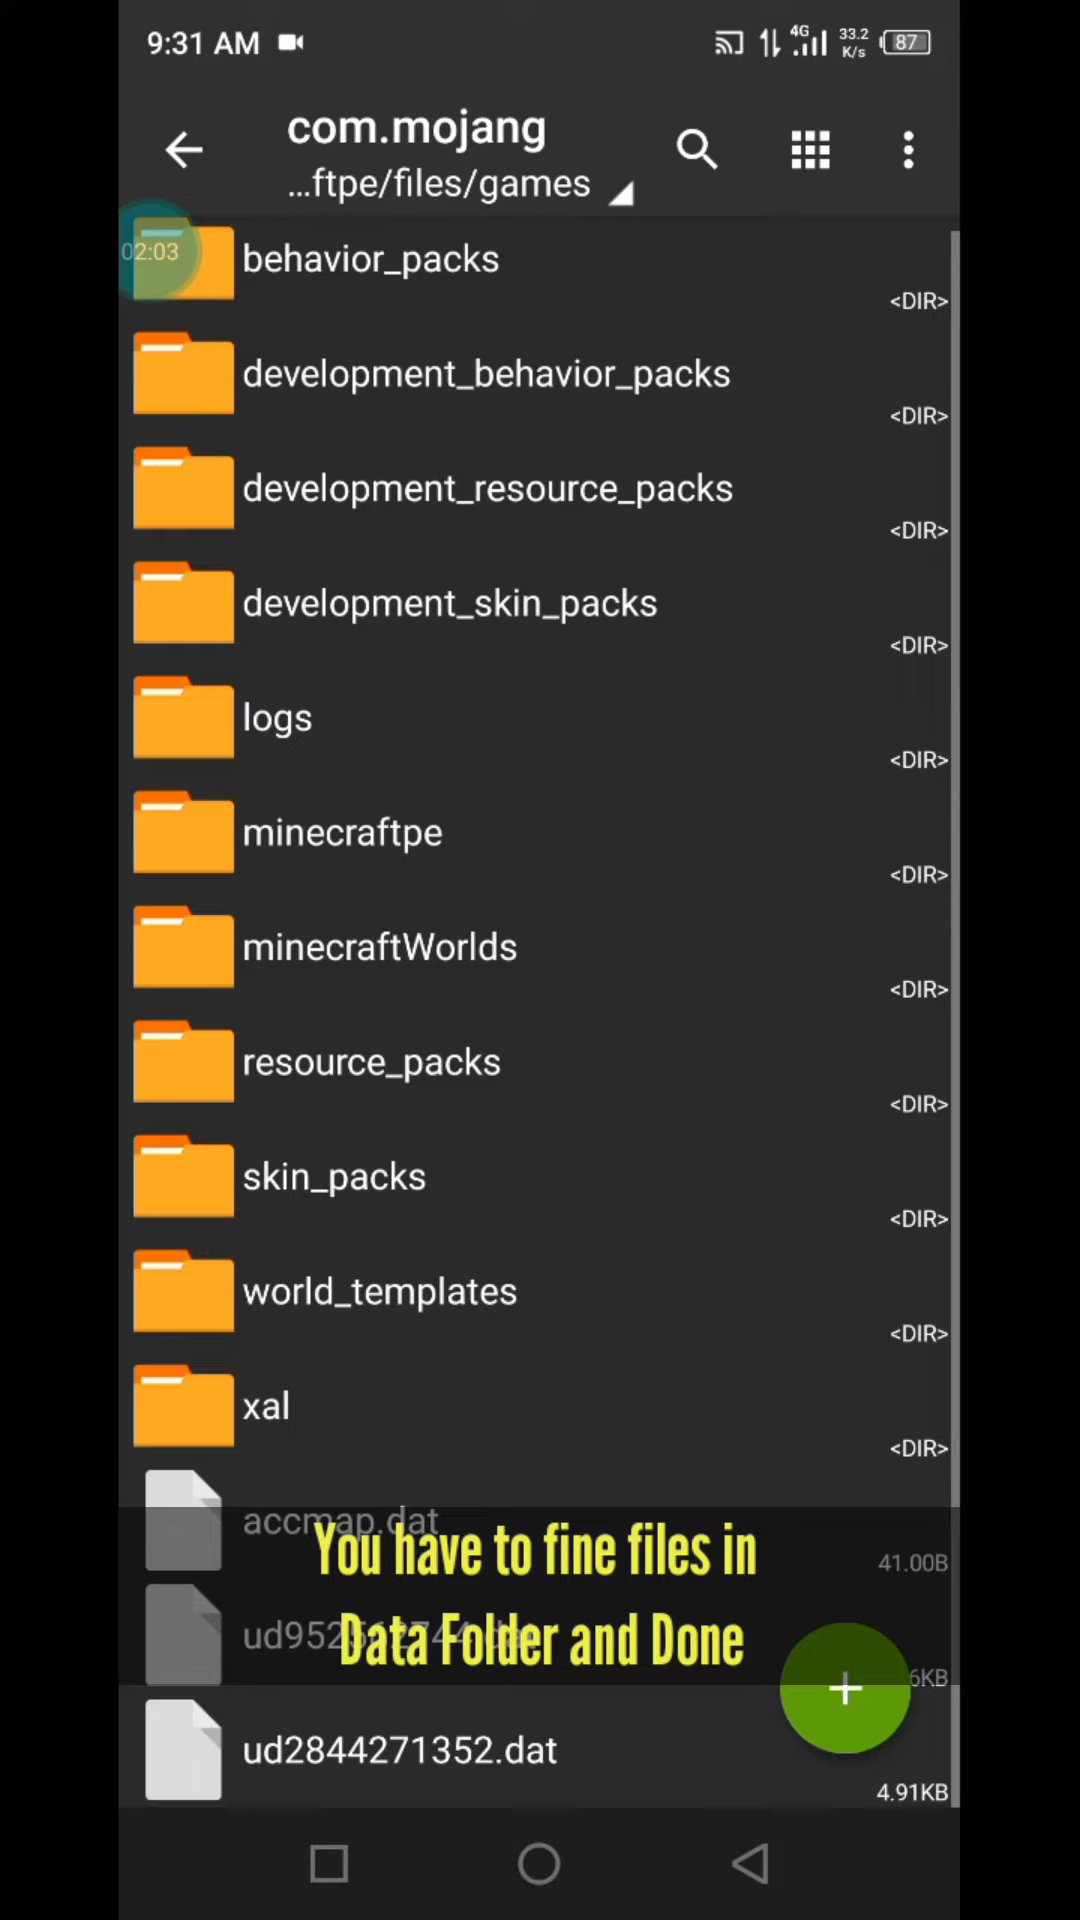 9:31 AM
4G
33.2
K/s
87
com.mojang
...ftpe/files/games
02:03
behavior_packs
<DIR>
development_behavior_packs
<DIR>
development_resource_packs
<DIR>
development_skin_packs
<DIR>
logs
<DIR>
minecraftpe
<DIR>
minecraftWorlds
<DIR>
resource_packs
<DIR>
skin_packs
<DIR>
world_templates
<DIR>
xal
<DIR>
accmap.dat
41.00B
You have to fine files in
Data Folder and Done
ud2844271352.dat
4.91KB